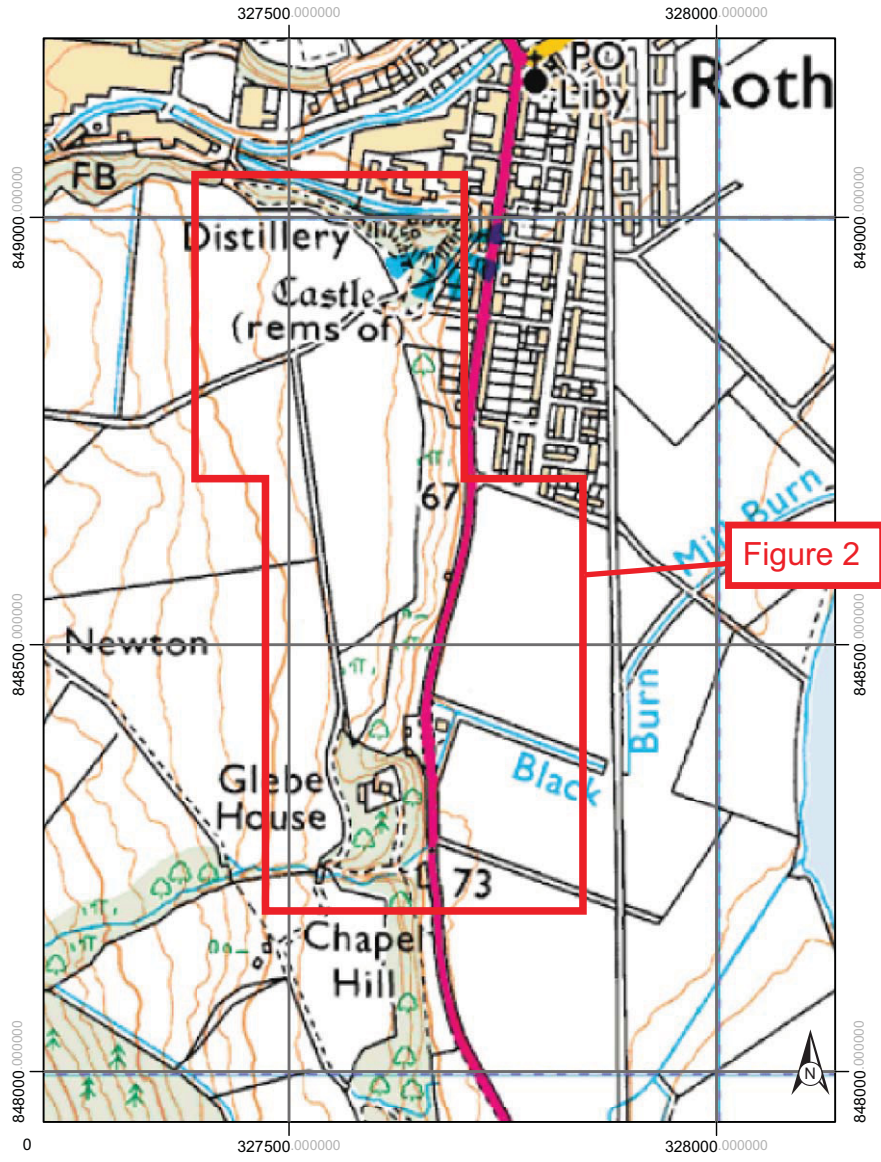 327500.000000
328000.000000
PO
Liby
Roth
FB
849000.000000
849000.000000
Distillery
Castle
(rems of)
67
Mill Burn
Figure 2
848500.000000
848500.000000
Newton
Burn
Black
Glebe
House
73
Chapel
Hill
848000.000000
848000.000000
N
0
327500.000000
328000.000000